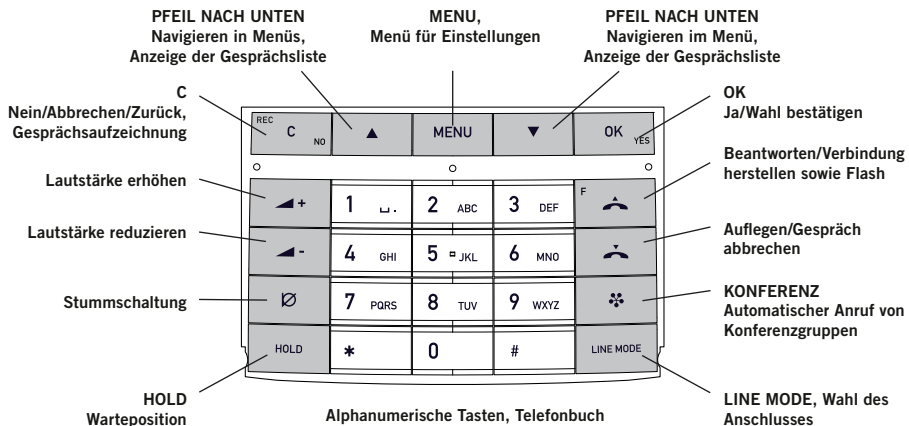 PFEIL NACH UNTEN
Navigieren in Menüs,
Anzeige der Gesprächsliste
MENU,
Menü für Einstellungen
PFEIL NACH UNTEN
Navigieren im Menü,
Anzeige der Gesprächsliste
C
Nein/Abbrechen/Zurück,
Gesprächsaufzeichnung
OK
Ja/Wahl bestätigen
REC
C NO
MENU
OK YES
Beantworten/Verbindung
herstellen sowie Flash
Lautstärke erhöhen
+
1 .
2 ABC
3 DEF
F
Lautstärke reduzieren
-
4 GHI
5 JKL
6 MNO
Auflegen/Gespräch
abbrechen
Stummschaltung
7 PQRS
8 TUV
9 WXYZ
KONFERENZ
Automatischer Anruf von
Konferenzgruppen
HOLD
*
0
#
LINE MODE
HOLD
Warteposition
Alphanumerische Tasten, Telefonbuch
LINE MODE, Wahl des
Anschlusses